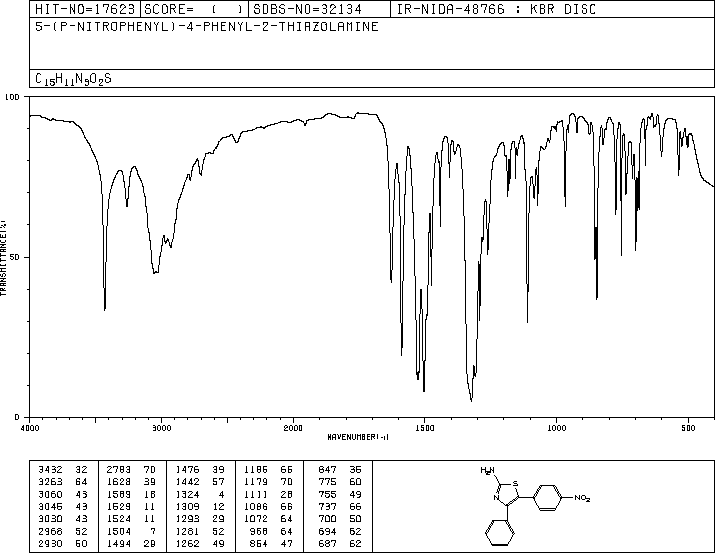 HIT-NO=17623 SCORE= ( ) SDBS-NO=32134 IR-NIDA-48766 : KBR DISC
5-(P-NITROPHENYL)-4-PHENYL-2-THIAZOLAMINE
C15H11N3O2S
100
50
0
TRANSMITTANCE(%)
4000 3000 2000 1500 1000 500
WAVENUMBER(-1)
3432 32 2783 70 1476 39 1186 66 847 36
3263 64 1628 39 1442 57 1179 70 775 60
3060 43 1589 18 1324 4 1111 28 755 49
3045 43 1529 11 1309 12 1086 66 737 66
3030 43 1524 11 1293 29 1072 64 700 50
2968 52 1504 7 1281 52 968 64 694 62
2930 50 1494 29 1262 49 854 47 687 62
H2N
S
N
NO2